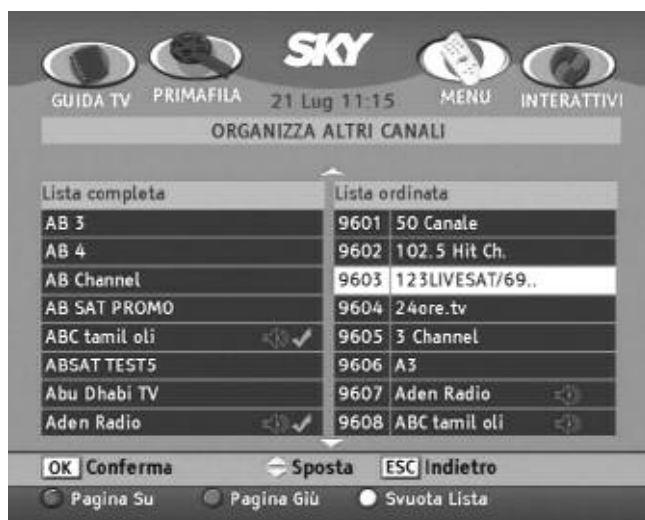 SKY
GUIDA TV PRIMAFILA 21 Lug 11:15 MENU INTERATTIVI
ORGANIZZA ALTRI CANALI
Lista completa Lista ordinata
AB 3 9601 50 Canale
AB 4 9602 102.5 Hit Ch.
AB Channel 9603 123LIVESAT/69..
AB SAT PROMO 9604 24ore.tv
ABC tamil oli 9605 3 Channel
ABSAT TEST5 9606 A3
Abu Dhabi TV 9607 Aden Radio
Aden Radio 9608 ABC tamil oli
OK Conferma Sposta ESC Indietro
Pagina Su Pagina Giù Svuota Lista